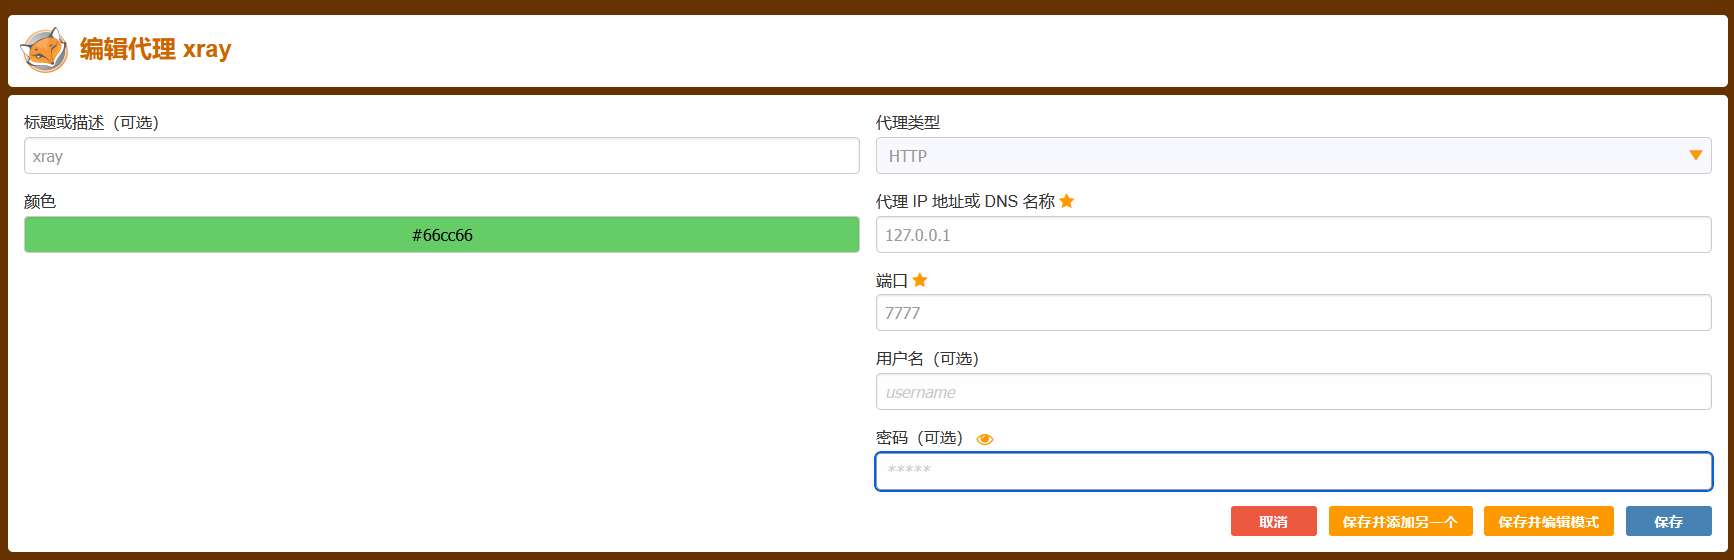 编辑代理 xray
标题或描述（可选）
xray
颜色
#66cc66
代理类型
HTTP
代理 IP 地址或 DNS 名称
127.0.0.1
端口
7777
用户名（可选）
username
密码（可选）
*****
取消 保存并添加另一个 保存并编辑模式 保存